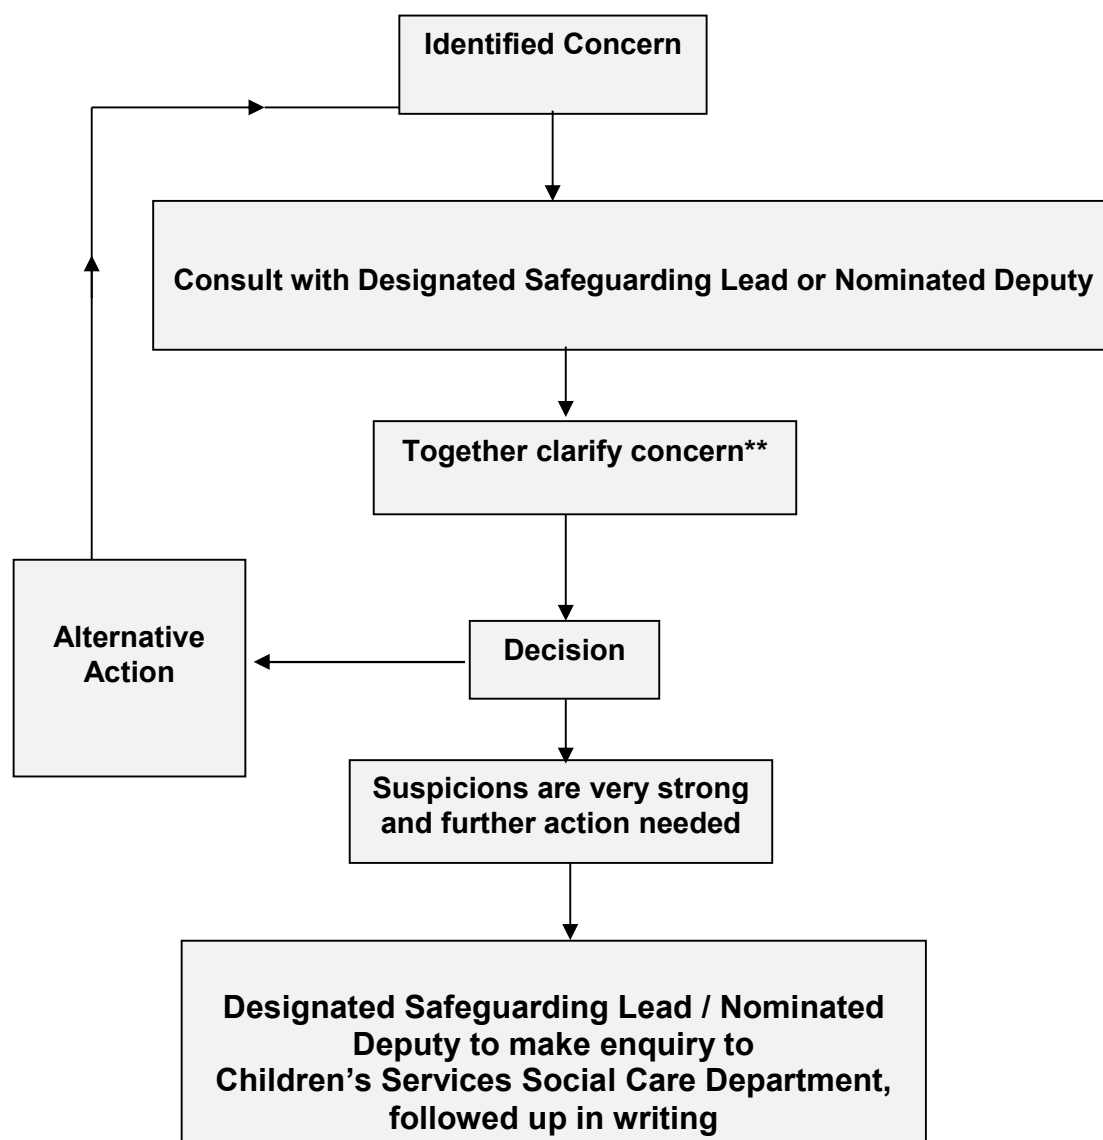 Identified Concern
Consult with Designated Safeguarding Lead or Nominated Deputy
Together clarify concern**
Alternative
Action
Decision
Suspicions are very strong
and further action needed
Designated Safeguarding Lead / Nominated
Deputy to make enquiry to
Children’s Services Social Care Department,
followed up in writing